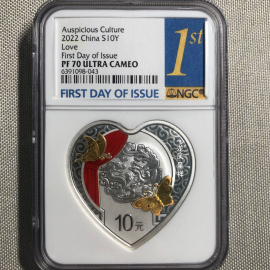 Auspicious Culture
2022 China S10Y
Love
First Day of Issue
PF 70 ULTRA CAMEO
6391098-043
1st
FIRST DAY OF ISSUE
NGC
10元